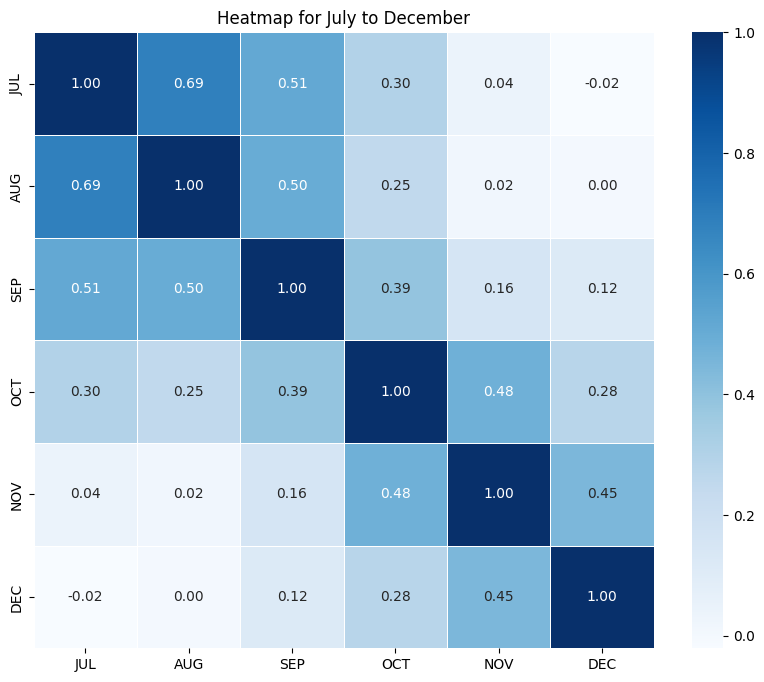 Heatmap for July to December
JUL 1.00 0.69 0.51 0.30 0.04 -0.02
AUG 0.69 1.00 0.50 0.25 0.02 0.00
SEP 0.51 0.50 1.00 0.39 0.16 0.12
OCT 0.30 0.25 0.39 1.00 0.48 0.28
NOV 0.04 0.02 0.16 0.48 1.00 0.45
DEC -0.02 0.00 0.12 0.28 0.45 1.00
JUL AUG SEP OCT NOV DEC
1.0
0.8
0.6
0.4
0.2
0.0